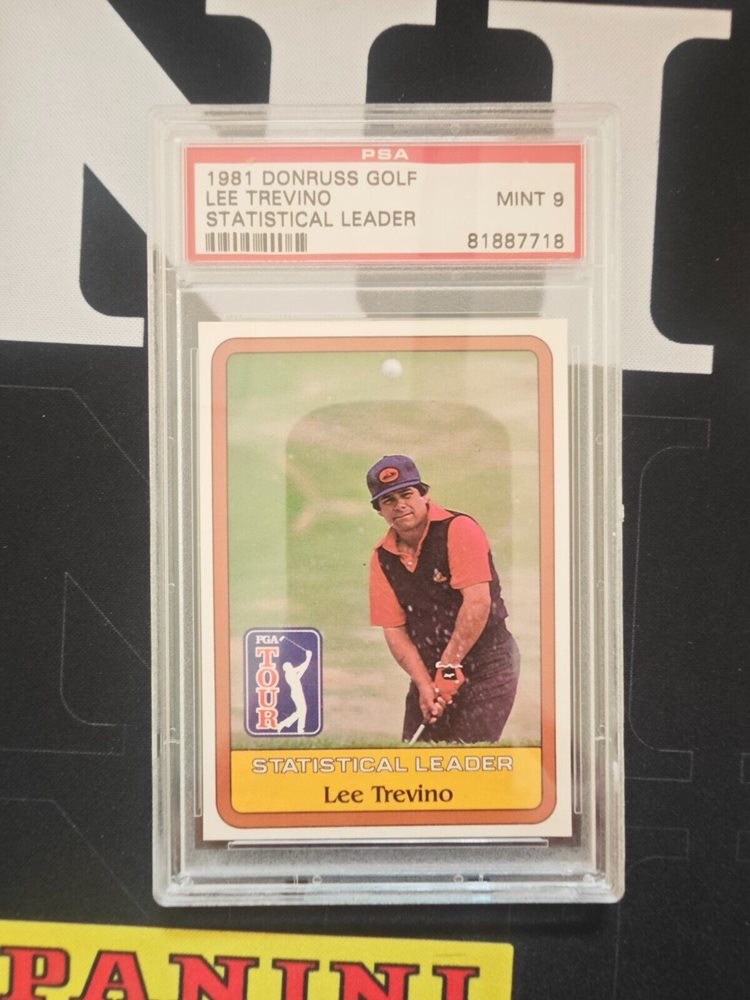 PSA
1981 DONRUSS GOLF
LEE TREVINO MINT 9
STATISTICAL LEADER
81887718
PGA
TOUR
STATISTICAL LEADER
Lee Trevino
PANINI